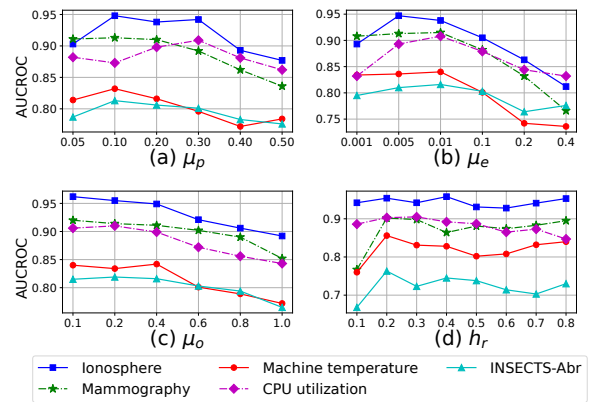 AUCROC
0.95
0.90
0.85
0.80
0.05 0.10 0.20 0.30 0.40 0.50
(a) μp
0.95
0.90
0.85
0.80
0.75
0.001 0.005 0.01 0.1 0.2 0.4
(b) μe
AUCROC
0.95
0.90
0.85
0.80
0.1 0.2 0.4 0.6 0.8 1.0
(c) μo
0.9
0.8
0.7
0.1 0.2 0.3 0.4 0.5 0.6 0.7 0.8
(d) hr
Ionosphere Machine temperature INSECTS-Abr
Mammography CPU utilization